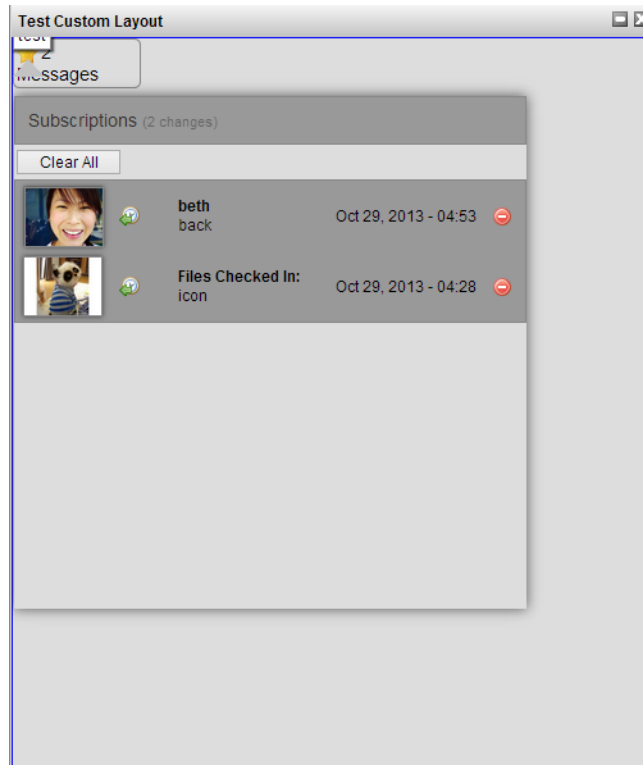 Test Custom Layout
test
2
Messages
Subscriptions (2 changes)
Clear All
beth
back
Oct 29, 2013 - 04:53
Files Checked In:
icon
Oct 29, 2013 - 04:28